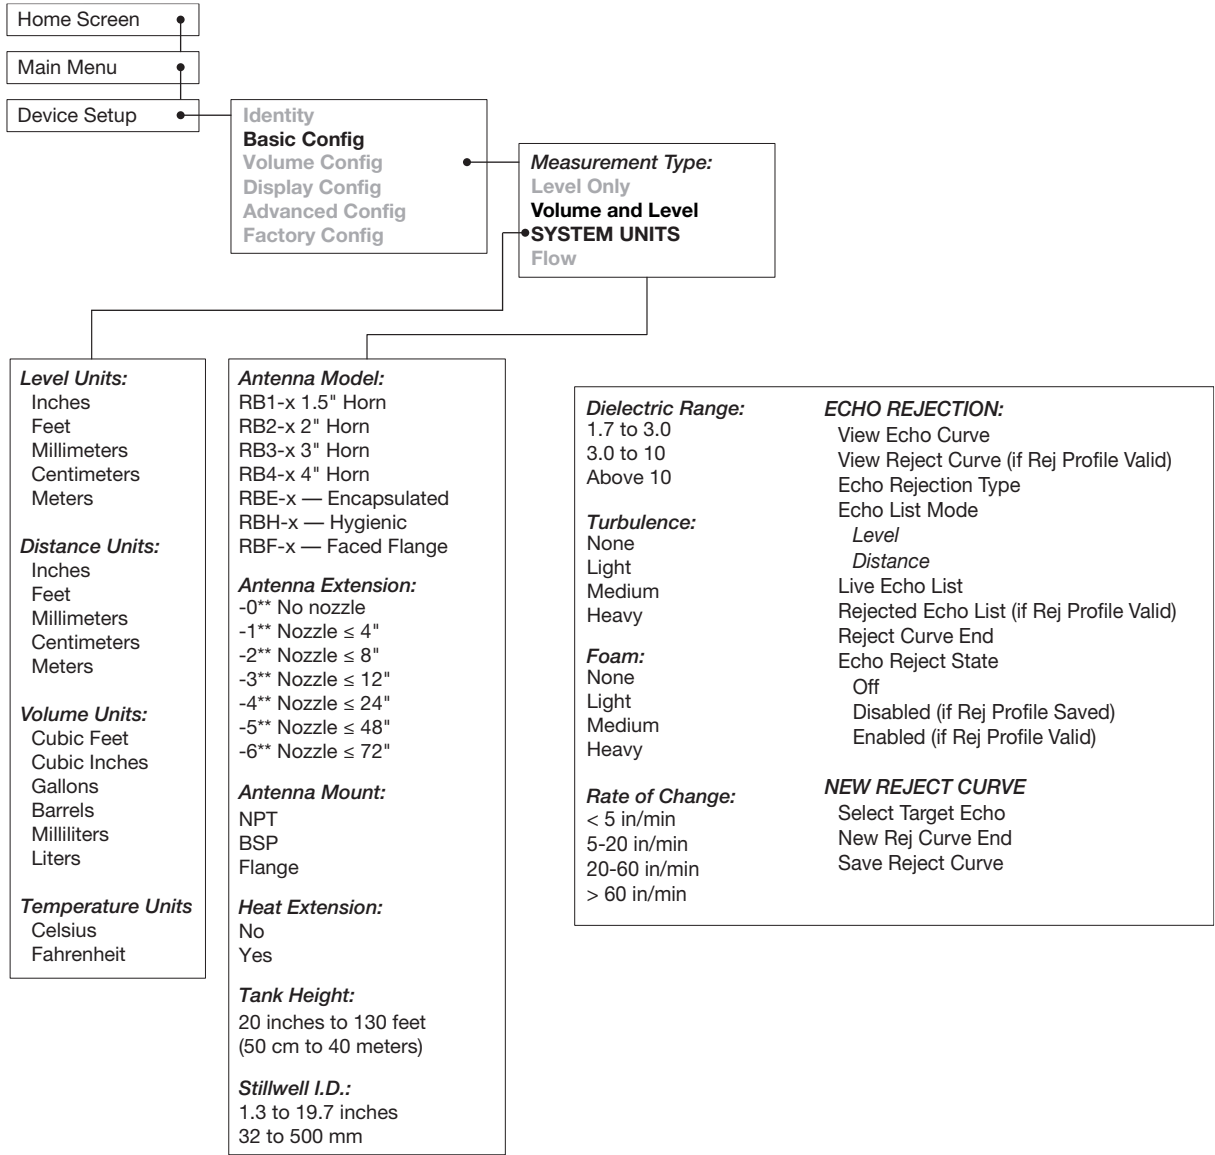 Home Screen
Main Menu
Device Setup
Identity
Basic Config
Volume Config
Display Config
Advanced Config
Factory Config
Measurement Type:
Level Only
Volume and Level
SYSTEM UNITS
Flow
Level Units:
Inches
Feet
Millimeters
Centimeters
Meters
Distance Units:
Inches
Feet
Millimeters
Centimeters
Meters
Volume Units:
Cubic Feet
Cubic Inches
Gallons
Barrels
Milliliters
Liters
Temperature Units
Celsius
Fahrenheit
Antenna Model:
RB1-x 1.5" Horn
RB2-x 2" Horn
RB3-x 3" Horn
RB4-x 4" Horn
RBE-x — Encapsulated
RBH-x — Hygienic
RBF-x — Faced Flange
Antenna Extension:
-0** No nozzle
-1** Nozzle ≤ 4"
-2** Nozzle ≤ 8"
-3** Nozzle ≤ 12"
-4** Nozzle ≤ 24"
-5** Nozzle ≤ 48"
-6** Nozzle ≤ 72"
Antenna Mount:
NPT
BSP
Flange
Heat Extension:
No
Yes
Tank Height:
20 inches to 130 feet
(50 cm to 40 meters)
Stillwell I.D.:
1.3 to 19.7 inches
32 to 500 mm
Dielectric Range:
1.7 to 3.0
3.0 to 10
Above 10
Turbulence:
None
Light
Medium
Heavy
Foam:
None
Light
Medium
Heavy
Rate of Change:
< 5 in/min
5-20 in/min
20-60 in/min
> 60 in/min
ECHO REJECTION:
View Echo Curve
View Reject Curve (if Rej Profile Valid)
Echo Rejection Type
Echo List Mode
Level
Distance
Live Echo List
Rejected Echo List (if Rej Profile Valid)
Reject Curve End
Echo Reject State
Off
Disabled (if Rej Profile Saved)
Enabled (if Rej Profile Valid)
NEW REJECT CURVE
Select Target Echo
New Rej Curve End
Save Reject Curve